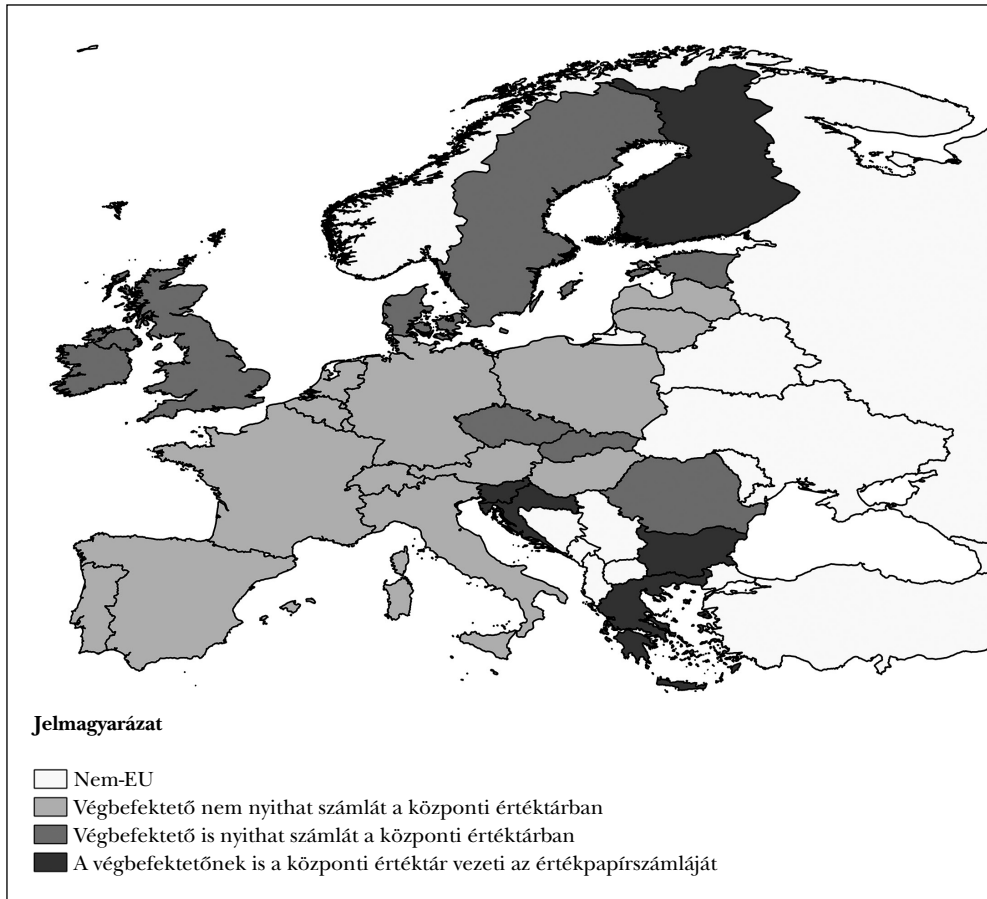 Jelmagyarázat
Nem-EU
Végbefektető nem nyithat számlát a központi értéktárban
Végbefektető is nyithat számlát a központi értéktárban
A végbefektetőnek is a központi értéktár vezeti az értékpapírszámláját